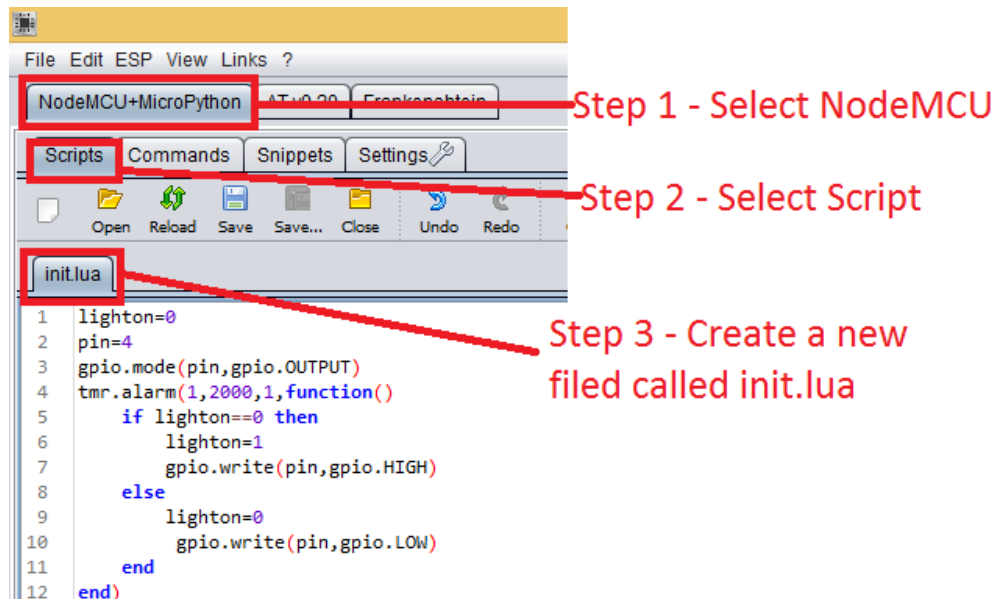 File Edit ESP View Links ?
NodeMCU+MicroPython AT v0.20 Frankenshtein
Step 1 - Select NodeMCU
Scripts Commands Snippets Settings
Step 2 - Select Script
Open Reload Save Save... Close Undo Redo
init.lua
Step 3 - Create a new
filed called init.lua
1 lighton=0
2 pin=4
3 gpio.mode(pin,gpio.OUTPUT)
4 tmr.alarm(1,2000,1,function()
5 if lighton==0 then
6 lighton=1
7 gpio.write(pin,gpio.HIGH)
8 else
9 lighton=0
10 gpio.write(pin,gpio.LOW)
11 end
12 end)